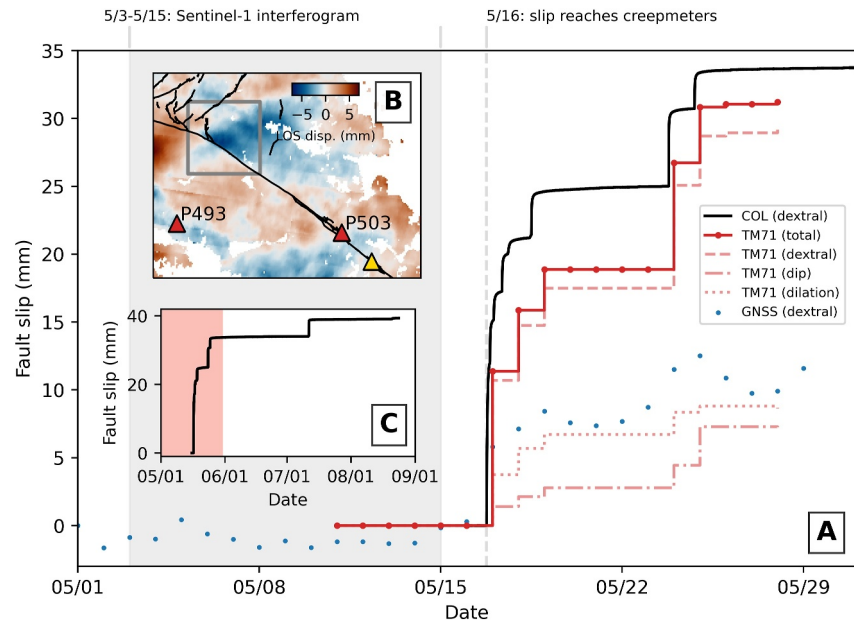 5/3-5/15: Sentinel-1 interferogram
5/16: slip reaches creepmeters
35
30
25
20
15
10
5
0
Fault slip (mm)
B
−5 0 5
LOS disp. (mm)
P493
P503
COL (dextral)
TM71 (total)
TM71 (dextral)
TM71 (dip)
TM71 (dilation)
GNSS (dextral)
40
20
0
Fault slip (mm)
C
05/01 06/01 07/01 08/01 09/01
Date
A
05/01 05/08 05/15 05/22 05/29
Date